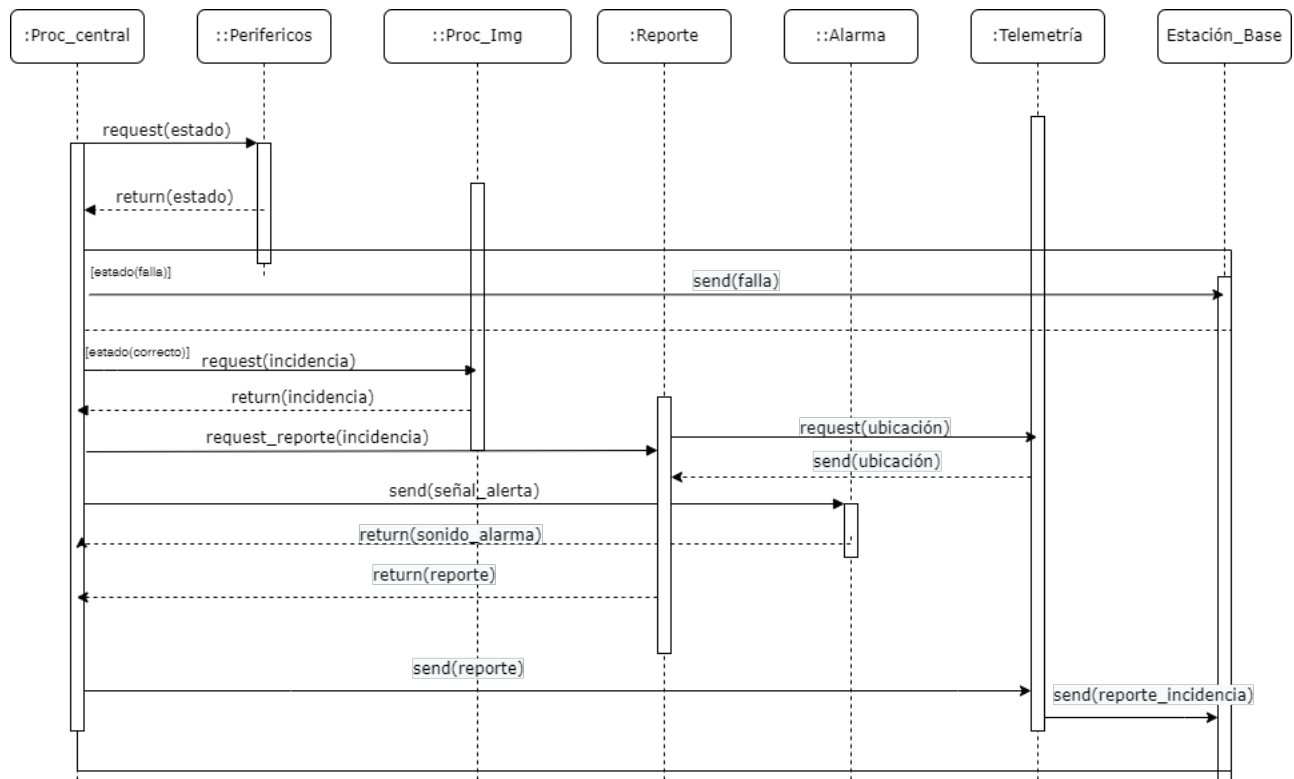 :Proc_central
::Perifericos
::Proc_Img
:Reporte
::Alarma
:Telemetría
Estación_Base
request(estado)
return(estado)
[estado(falla)]
send(falla)
[estado(correcto)]
request(incidencia)
return(incidencia)
request_reporte(incidencia)
request(ubicación)
send(ubicación)
send(señal_alerta)
return(sonido_alarma)
return(reporte)
send(reporte)
send(reporte_incidencia)